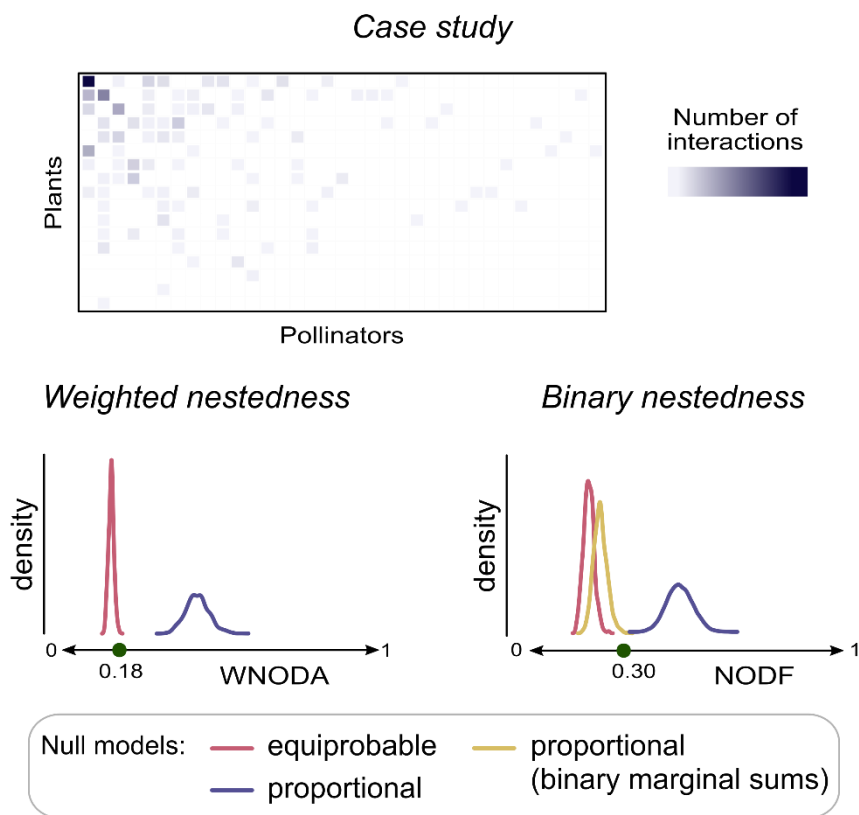 Case study
Plants
Pollinators
Number of
interactions
Weighted nestedness
density
0
1
0.18
WNODA
Binary nestedness
density
0
1
0.30
NODF
Null models:
equiprobable
proportional
proportional
(binary marginal sums)